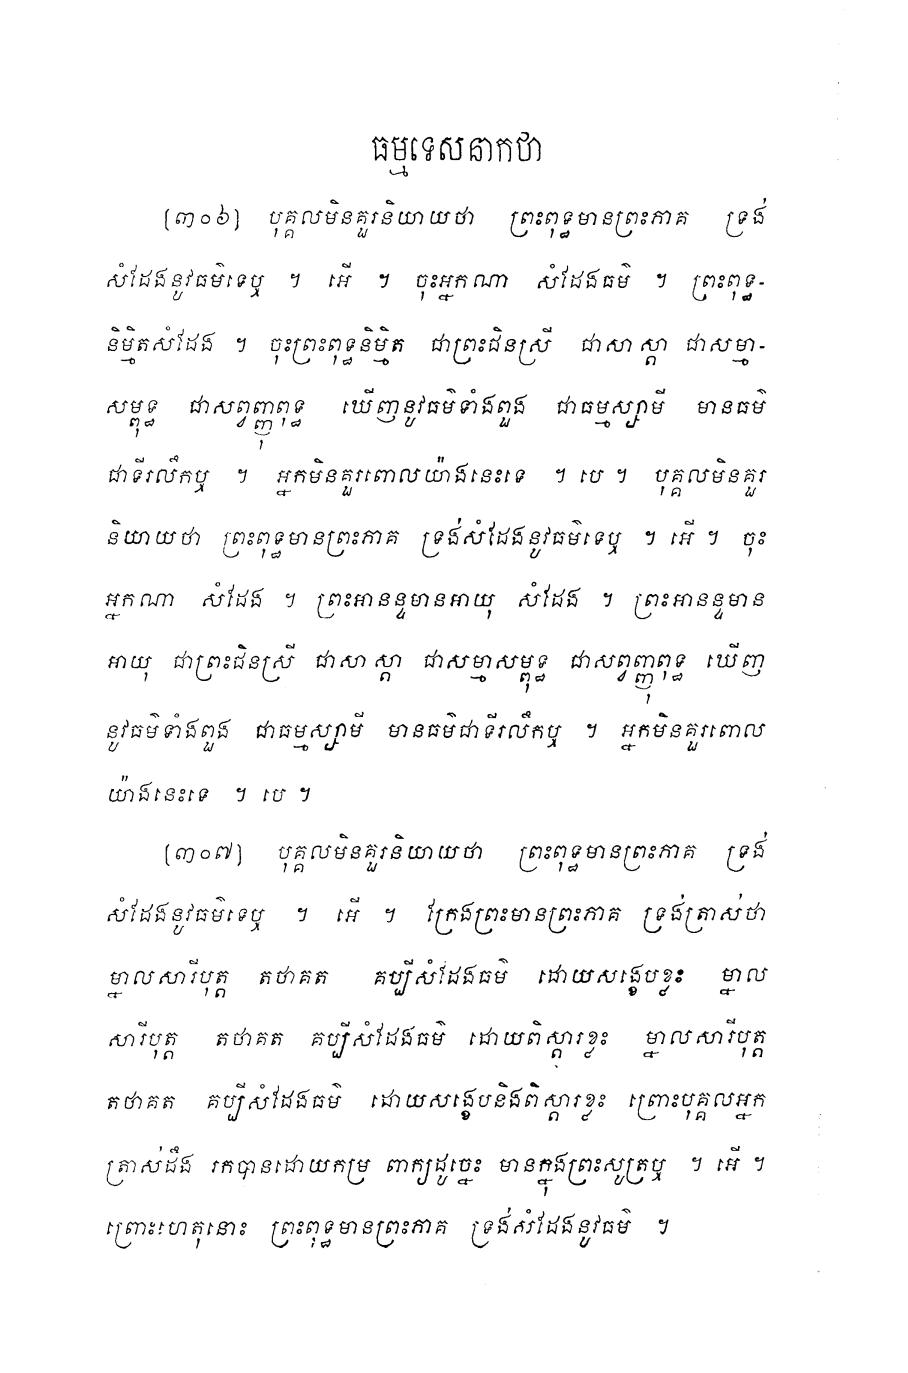 ធម្មទេសនាកថា
[៣០៦] បុគ្គលមិនគួរនិយាយថា ព្រះពុទ្ធមានព្រះភាគ ទ្រង់
សំដែងនូវធម៌ទេឬ ។ អើ ។ ចុះអ្នកណា សំដែងធម៌ ។ ព្រះពុទ្ធ-
និម្មិតសំដែង ។ ចុះព្រះពុទ្ធនិម្មិត ជាព្រះជិនស្រី ជាសាស្តា ជាសម្មា-
សម្ពុទ្ធ ជាសព្វញ្ញុពុទ្ធ ឃើញនូវធម៌ទាំងពួង ជាធម្មស្សាមី មានធម៌
ជាទីរលឹកឬ ។ អ្នកមិនគួរពោលយ៉ាងនេះទេ ។ បេ ។ បុគ្គលមិនគួរ
និយាយថា ព្រះពុទ្ធមានព្រះភាគ ទ្រង់សំដែងនូវធម៌ទេឬ ។ អើ ។ ចុះ
អ្នកណា សំដែង ។ ព្រះអានន្ទមានអាយុ សំដែង ។ ព្រះអានន្ទមាន
អាយុ ជាព្រះជិនស្រី ជាសាស្តា ជាសម្មាសម្ពុទ្ធ ជាសព្វញ្ញុពុទ្ធ ឃើញ
នូវធម៌ទាំងពួង ជាធម្មស្សាមី មានធម៌ជាទីរលឹកឬ ។ អ្នកមិនគួរពោល
យ៉ាងនេះទេ ។ បេ ។
[៣០៧] បុគ្គលមិនគួរនិយាយថា ព្រះពុទ្ធមានព្រះភាគ ទ្រង់
សំដែងនូវធម៌ទេឬ ។ អើ ។ ក្រែងព្រះមានព្រះភាគ ទ្រង់ត្រាស់ថា
ម្នាលសារីបុត្ត តថាគត គប្បីសំដែងធម៌ ដោយសង្ខេបខ្លះ ម្នាល
សារីបុត្ត តថាគត គប្បីសំដែងធម៌ ដោយពិស្តារខ្លះ ម្នាលសារីបុត្ត
តថាគត គប្បីសំដែងធម៌ ដោយសង្ខេបនិងពិស្តារខ្លះ ព្រោះបុគ្គលអ្នក
ត្រាស់ដឹង រកបានដោយកម្រ ពាក្យដូច្នេះ មានក្នុងព្រះសូត្រឬ ។ អើ ។
ព្រោះហេតុនោះ ព្រះពុទ្ធមានព្រះភាគ ទ្រង់សំដែងនូវធម៌ ។